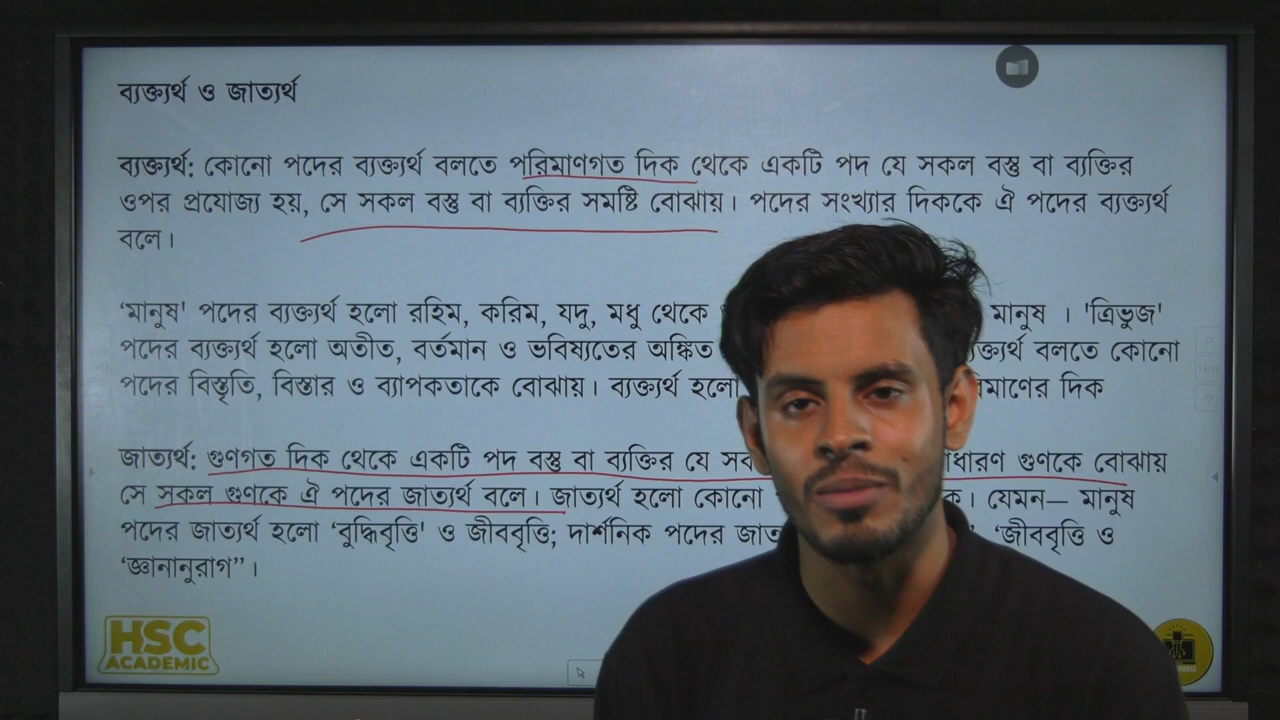 ব্যক্ত্যর্থ ও জাত্যর্থ
ব্যক্ত্যর্থ: কোনো পদের ব্যক্ত্যর্থ বলতে পরিমাণগত দিক থেকে একটি পদ যে সকল বস্তু বা ব্যক্তির
ওপর প্রযোজ্য হয়, সে সকল বস্তু বা ব্যক্তির সমষ্টি বোঝায়। পদের সংখ্যার দিককে ঐ পদের ব্যক্ত্যর্থ
বলে।
‘মানুষ' পদের ব্যক্ত্যর্থ হলো রহিম, করিম, যদু, মধু থেকে মানুষ । 'ত্রিভুজ'
পদের ব্যক্ত্যর্থ হলো অতীত, বর্তমান ও ভবিষ্যতের অঙ্কিত বলতে কোনো
পদের বিস্তৃতি, বিস্তার ও ব্যাপকতাকে বোঝায়। ব্যক্ত্যর্থ হলো দিক
জাত্যর্থ: গুণগত দিক থেকে একটি পদ বস্তু বা ব্যক্তির যে গুণকে বোঝায়
সে সকল গুণকে ঐ পদের জাত্যর্থ বলে। জাত্যর্থ হলো কোনো যেমন— মানুষ
পদের জাত্যর্থ হলো ‘বুদ্ধিবৃত্তি' ও জীববৃত্তি; দার্শনিক পদের ‘জীববৃত্তি ও
‘জ্ঞানানুরাগ”।
HSC
ACADEMIC